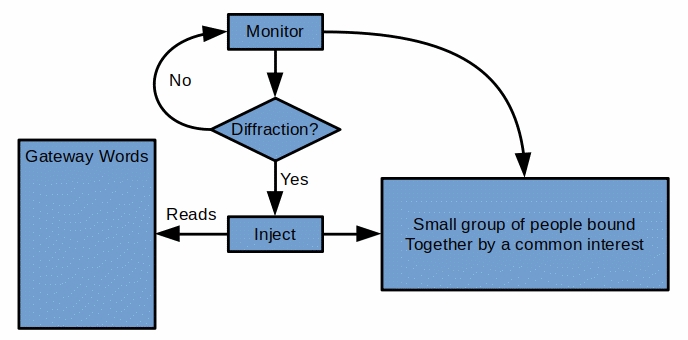 Monitor
No
Diffraction?
Gateway Words
Yes
Reads
Inject
Small group of people bound
Together by a common interest